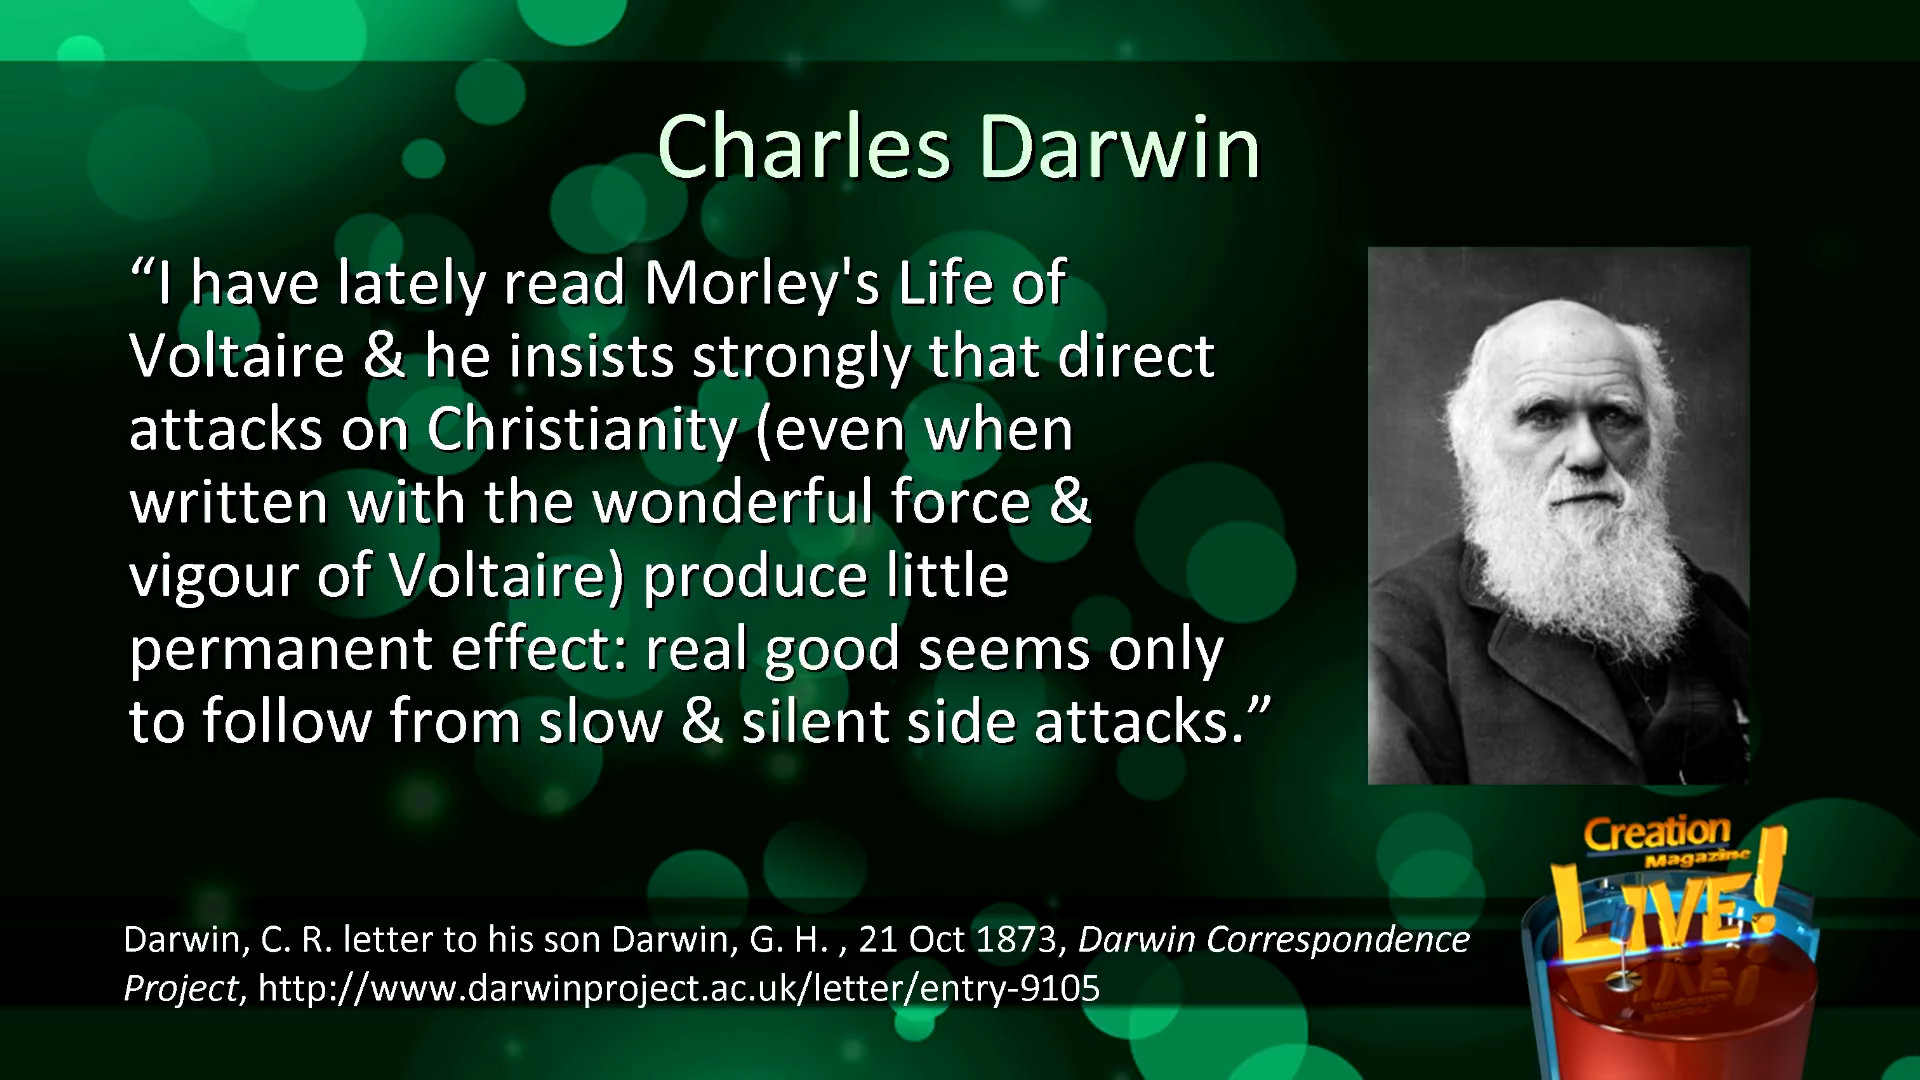 Charles Darwin
“I have lately read Morley's Life of
Voltaire & he insists strongly that direct
attacks on Christianity (even when
written with the wonderful force &
vigour of Voltaire) produce little
permanent effect: real good seems only
to follow from slow & silent side attacks.”
Creation
Magazine
LIVE!
Darwin, C. R. letter to his son Darwin, G. H. , 21 Oct 1873, Darwin Correspondence
Project, http://www.darwinproject.ac.uk/letter/entry-9105